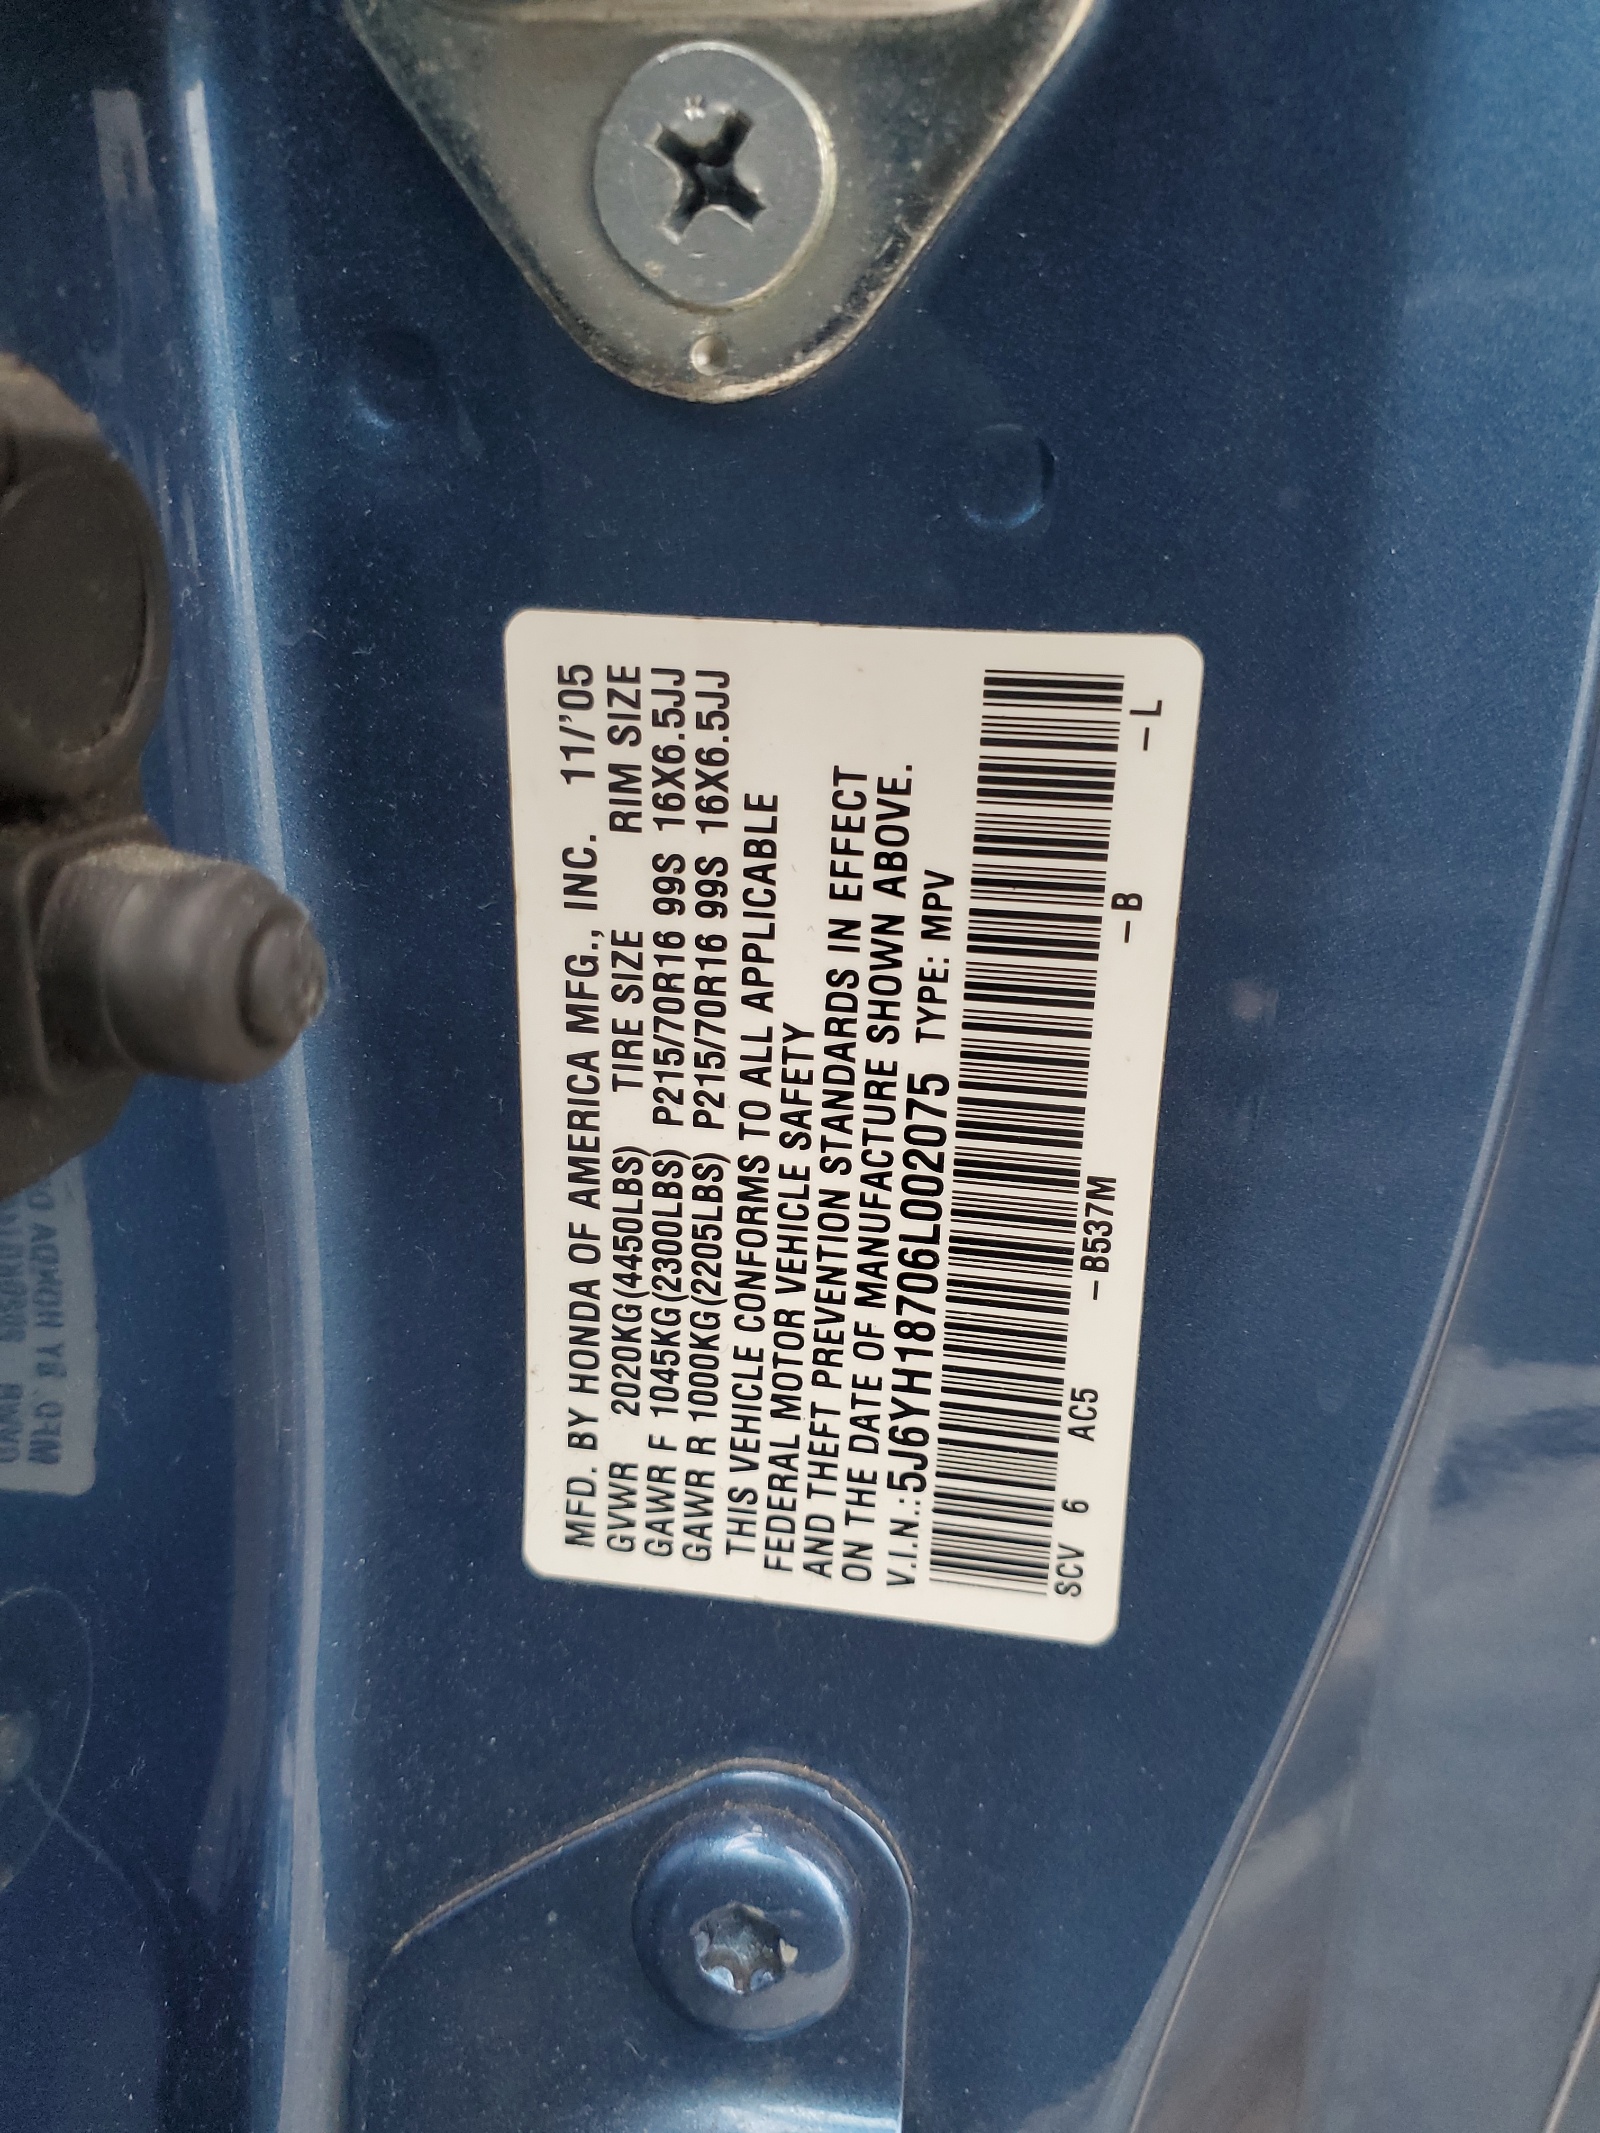 MFD. BY HONDA OF AMERICA MFG., INC. 11/'05
GVWR 2020KG(4450LBS) TIRE SIZE RIM SIZE
GAWR F 1045KG(2300LBS) P215/70R16 99S 16X6.5JJ
GAWR R 1000KG(2205LBS) P215/70R16 99S 16X6.5JJ
THIS VEHICLE CONFORMS TO ALL APPLICABLE
FEDERAL MOTOR VEHICLE SAFETY
AND THEFT PREVENTION STANDARDS IN EFFECT
ON THE DATE OF MANUFACTURE SHOWN ABOVE.
V.I.N.:5J6YH18706L002075 TYPE: MPV
SCV 6 AC5 –B537M –B –L